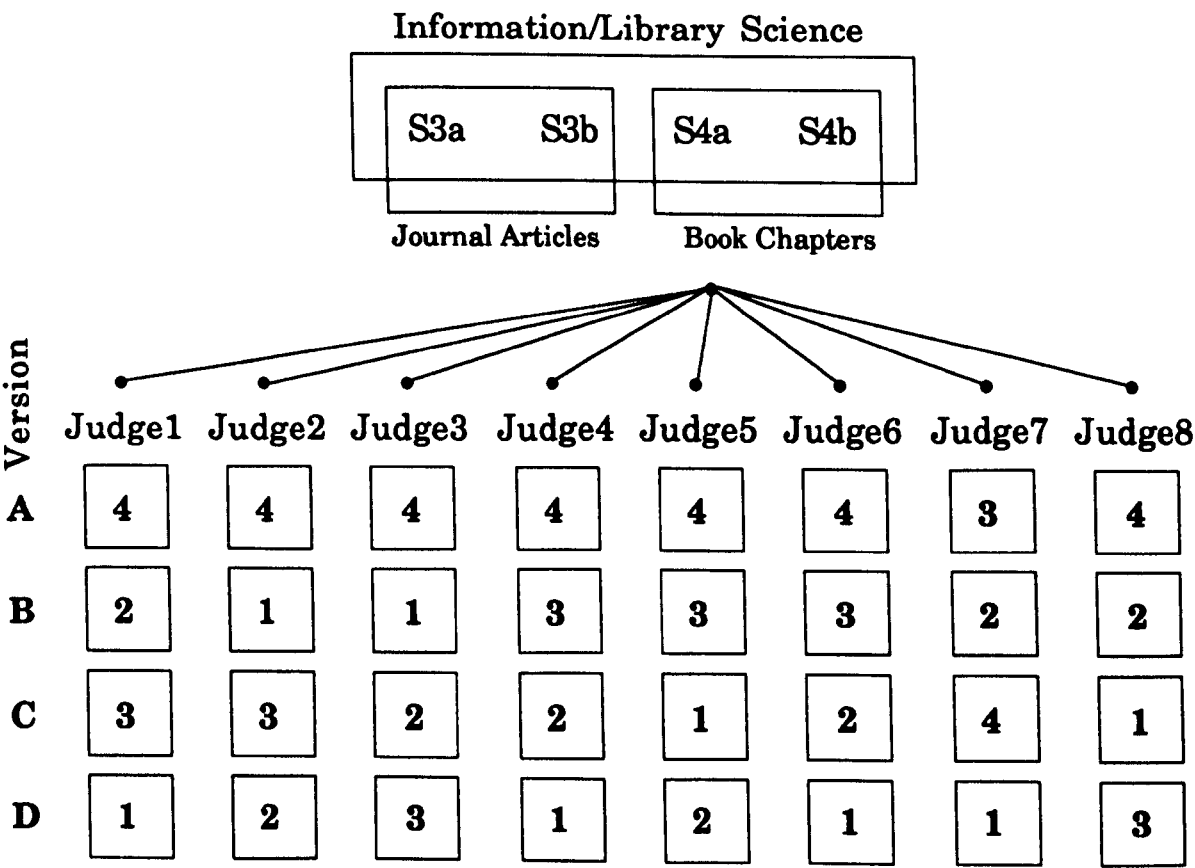 Information/Library Science
S3a S3b S4a S4b
Journal Articles Book Chapters
Version
Judge1 Judge2 Judge3 Judge4 Judge5 Judge6 Judge7 Judge8
A 4 4 4 4 4 4 3 4
B 2 1 1 3 3 3 2 2
C 3 3 2 2 1 2 4 1
D 1 2 3 1 2 1 1 3